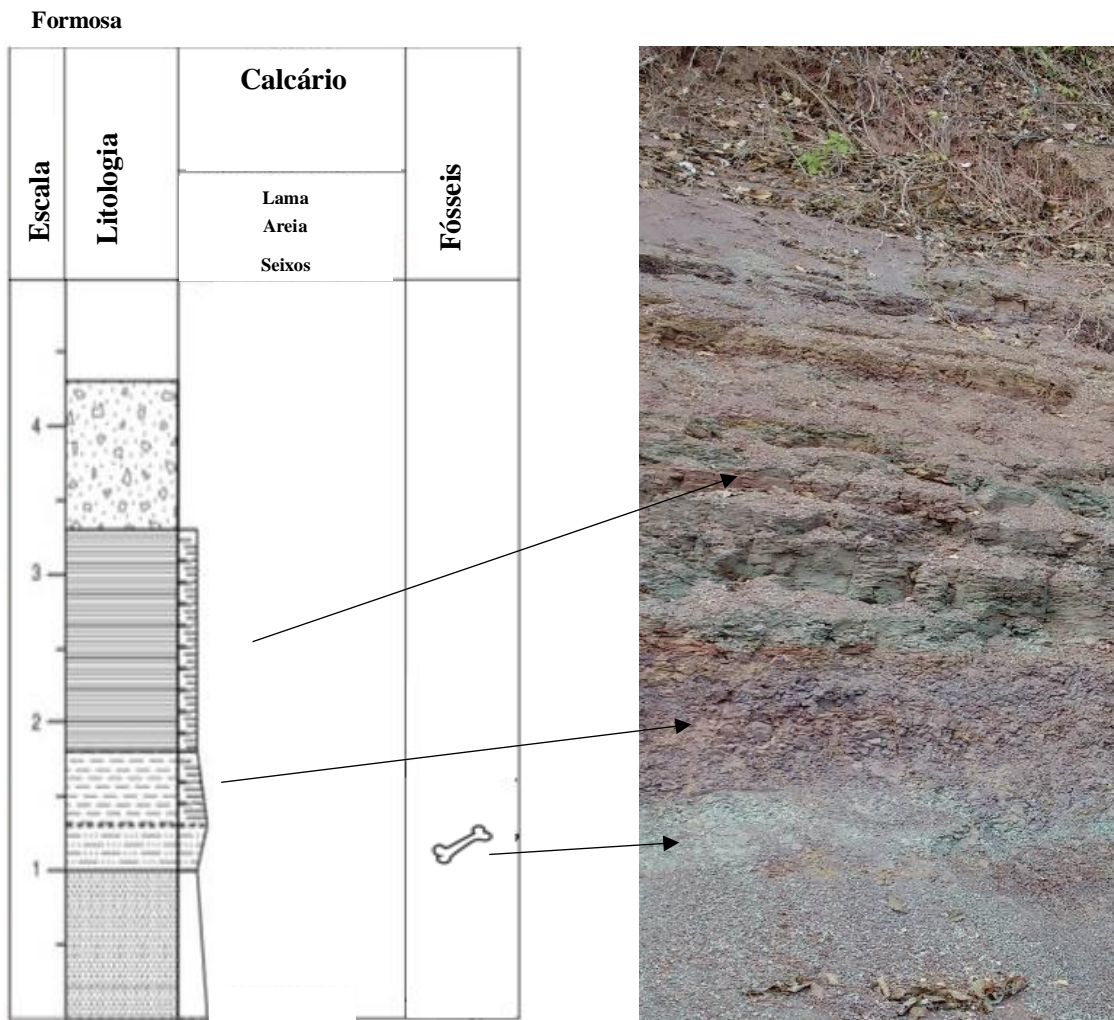 Formosa
Escala
Litologia
Calcário
Lama
Areia
Seixos
Fósseis
4
3
2
1